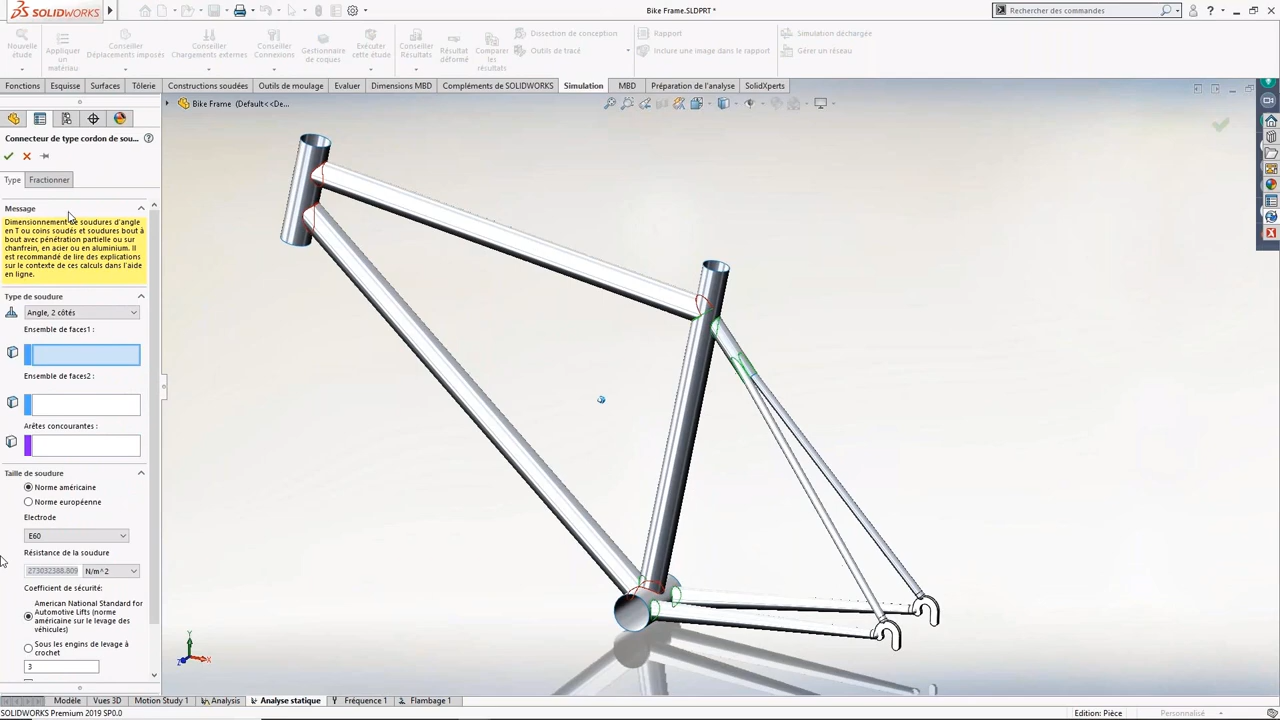 SOLIDWORKS
Bike Frame.SLDPRT *
Rechercher des commandes
Nouvelle étude
Appliquer un matériau
Conseiller Déplacements imposés
Conseiller Chargements externes
Conseiller Connexions
Gestionnaire de coques
Exécuter cette étude
Conseiller Résultats
Résultat déformé
Comparer les résultats
Dissection de conception
Outils de tracé
Rapport
Inclure une image dans le rapport
Simulation déchargée
Gérer un réseau
Fonctions
Esquisse
Surfaces
Tôlerie
Constructions soudées
Outils de moulage
Evaluer
Dimensions MBD
Compléments de SOLIDWORKS
Simulation
MBD
Préparation de l'analyse
SolidXperts
Bike Frame (Default<<De...
Connecteur de type cordon de sou...
Type
Fractionner
Message
Dimensionnement de soudures d'angle
en T ou coins soudés et soudures bout à
bout avec pénétration partielle ou sur
chanfrein, en acier ou en aluminium. Il
est recommandé de lire des explications
sur le contexte de ces calculs dans l'aide
en ligne.
Type de soudure
Angle, 2 côtés
Ensemble de faces1 :
Ensemble de faces2 :
Arêtes concourantes :
Taille de soudure
Norme américaine
Norme européenne
Electrode
E60
Résistance de la soudure
273032388.809
N/m^2
Coefficient de sécurité:
American National Standard for
Automotive Lifts (norme
américaine sur le levage des
véhicules)
Sous les engins de levage à
crochet
3
Y
Z
X
Modèle
Vues 3D
Motion Study 1
Analysis
Analyse statique
Fréquence 1
Flambage 1
SOLIDWORKS Premium 2019 SP0.0
Edition: Pièce
Personnalisé